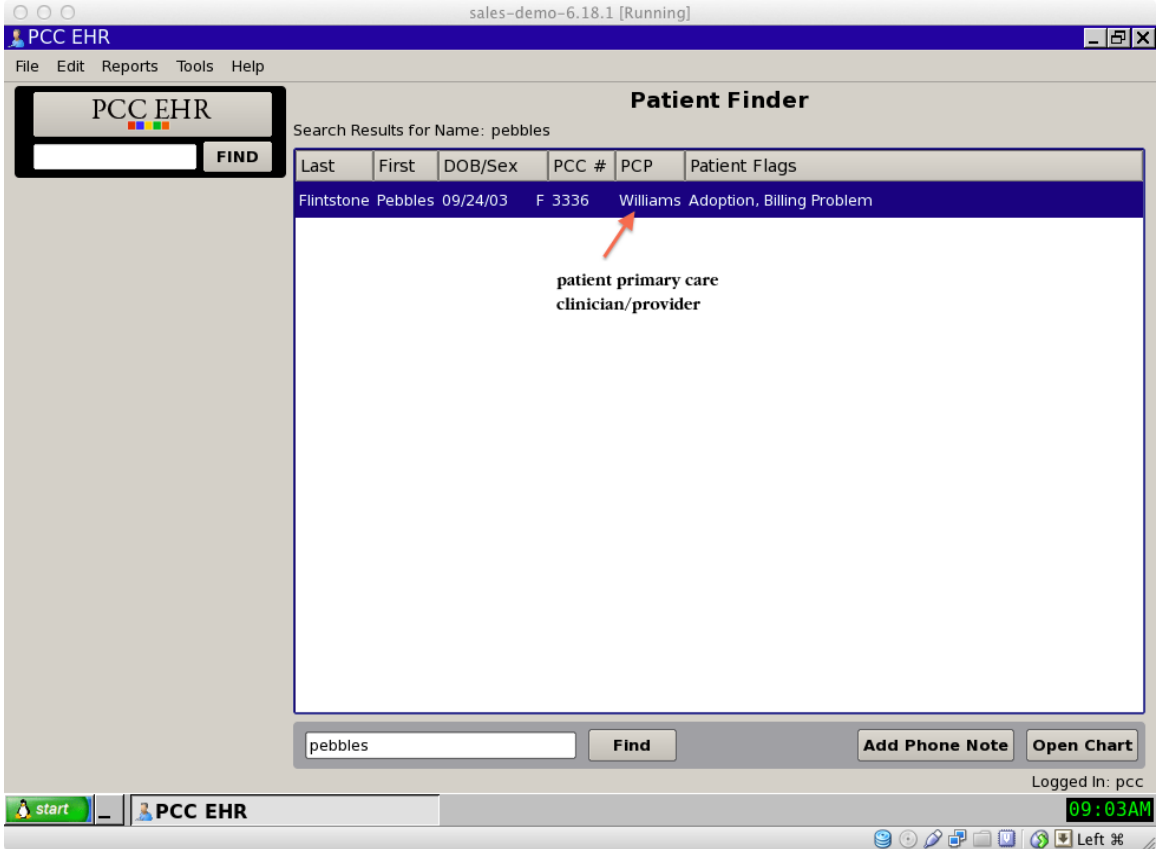 sales-demo-6.18.1 [Running]
PCC EHR
File Edit Reports Tools Help
PCC EHR
FIND
Patient Finder
Search Results for Name: pebbles
Last First DOB/Sex PCC # PCP Patient Flags
Flintstone Pebbles 09/24/03 F 3336 Williams Adoption, Billing Problem
patient primary care
clinician/provider
pebbles Find Add Phone Note Open Chart
Logged In: pcc
start _ PCC EHR 09:03AM
Left ⌘